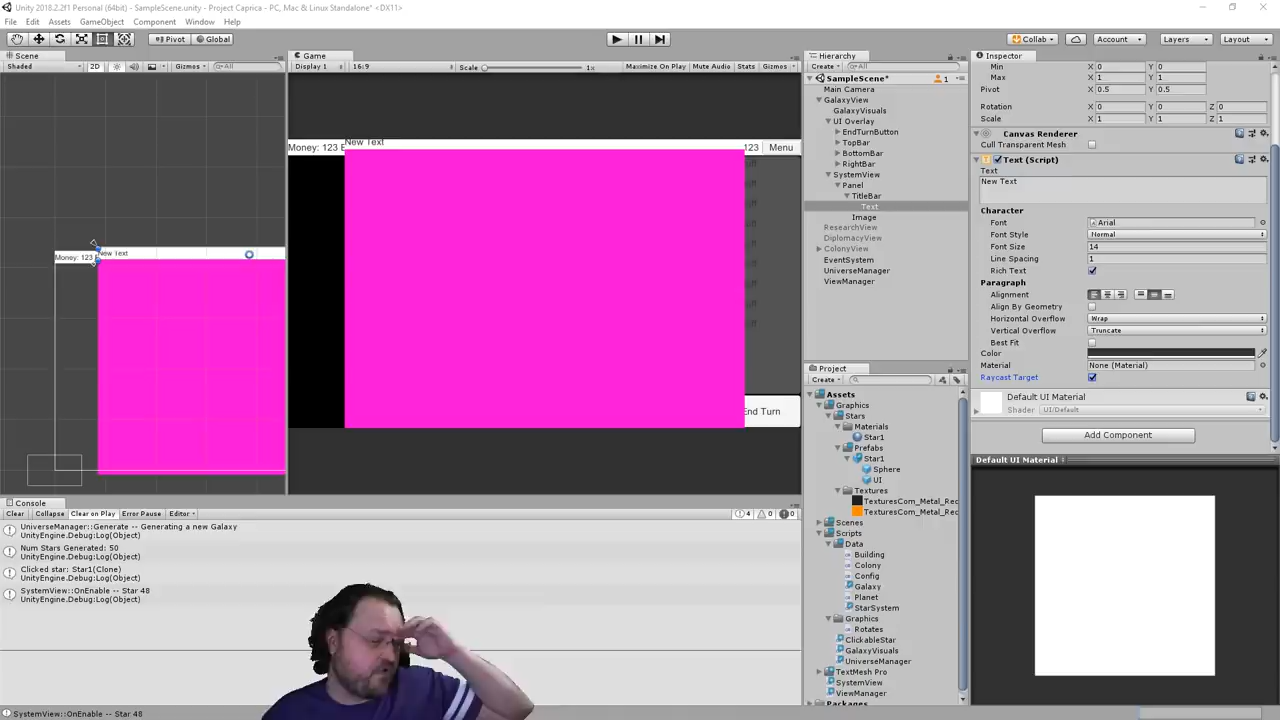 Unity 2018.2.2f1 Personal (64bit) - SampleScene.unity - Project Caprica - PC, Mac & Linux Standalone* <DX11>
File Edit Assets GameObject Component Window Help
Pivot Global Collab Account Layers Layout
Scene
Shaded 2D Gizmos All
Game
Display 1 16:9 Scale 1x Maximize On Play Mute Audio Stats Gizmos
New Text
Money: 123 E
123 Menu
End Turn
New Text
Money: 123
Hierarchy
Create All
SampleScene* 1
Main Camera
GalaxyView
GalaxyVisuals
UI Overlay
EndTurnButton
TopBar
BottomBar
RightBar
SystemView
Panel
TitleBar
Text
Image
ResearchView
DiplomacyView
ColonyView
EventSystem
UniverseManager
ViewManager
Project
Create
Assets
Graphics
Stars
Materials
Star1
Prefabs
Star1
Sphere
UI
Textures
TexturesCom_Metal_Rec
TexturesCom_Metal_Rec
Scenes
Scripts
Data
Building
Colony
Config
Galaxy
Planet
StarSystem
Graphics
Rotates
ClickableStar
GalaxyVisuals
UniverseManager
TextMesh Pro
SystemView
ViewManager
Packages
Inspector
Min X 0 Y 0
Max X 1 Y 1
Pivot X 0.5 Y 0.5
Rotation X 0 Y 0 Z 0
Scale X 1 Y 1 Z 1
Canvas Renderer
Cull Transparent Mesh
Text (Script)
Text
New Text
Character
Font Arial
Font Style Normal
Font Size 14
Line Spacing 1
Rich Text
Paragraph
Alignment
Align By Geometry
Horizontal Overflow Wrap
Vertical Overflow Truncate
Best Fit
Color
Material None (Material)
Raycast Target
Default UI Material
Shader UI/Default
Add Component
Default UI Material
Console
Clear Collapse Clear on Play Error Pause Editor 4 0 0
UniverseManager::Generate -- Generating a new Galaxy
UnityEngine.Debug:Log(Object)
Num Stars Generated: 50
UnityEngine.Debug:Log(Object)
Clicked star: Star1(Clone)
UnityEngine.Debug:Log(Object)
SystemView::OnEnable -- Star 48
UnityEngine.Debug:Log(Object)
SystemView::OnEnable -- Star 48